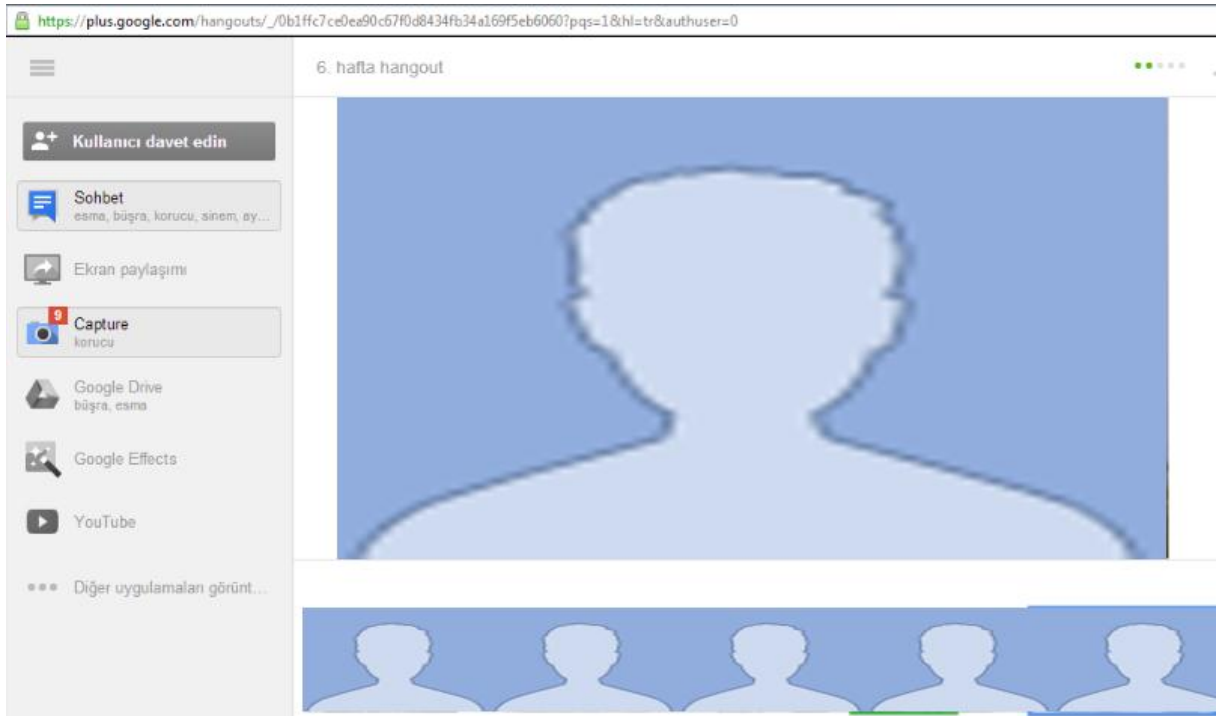 https://plus.google.com/hangouts/_/0b1ffc7ce0ea90c67f0d8434fb34a169f5eb6060?pqs=1&hl=tr&authuser=0
6. hafta hangout
Kullanıcı davet edin
Sohbet
esma, büşra, korucu, sinem, ay...
Ekran paylaşımı
9
Capture
korucu
Google Drive
büşra, esma
Google Effects
YouTube
Diğer uygulamaları görünt...